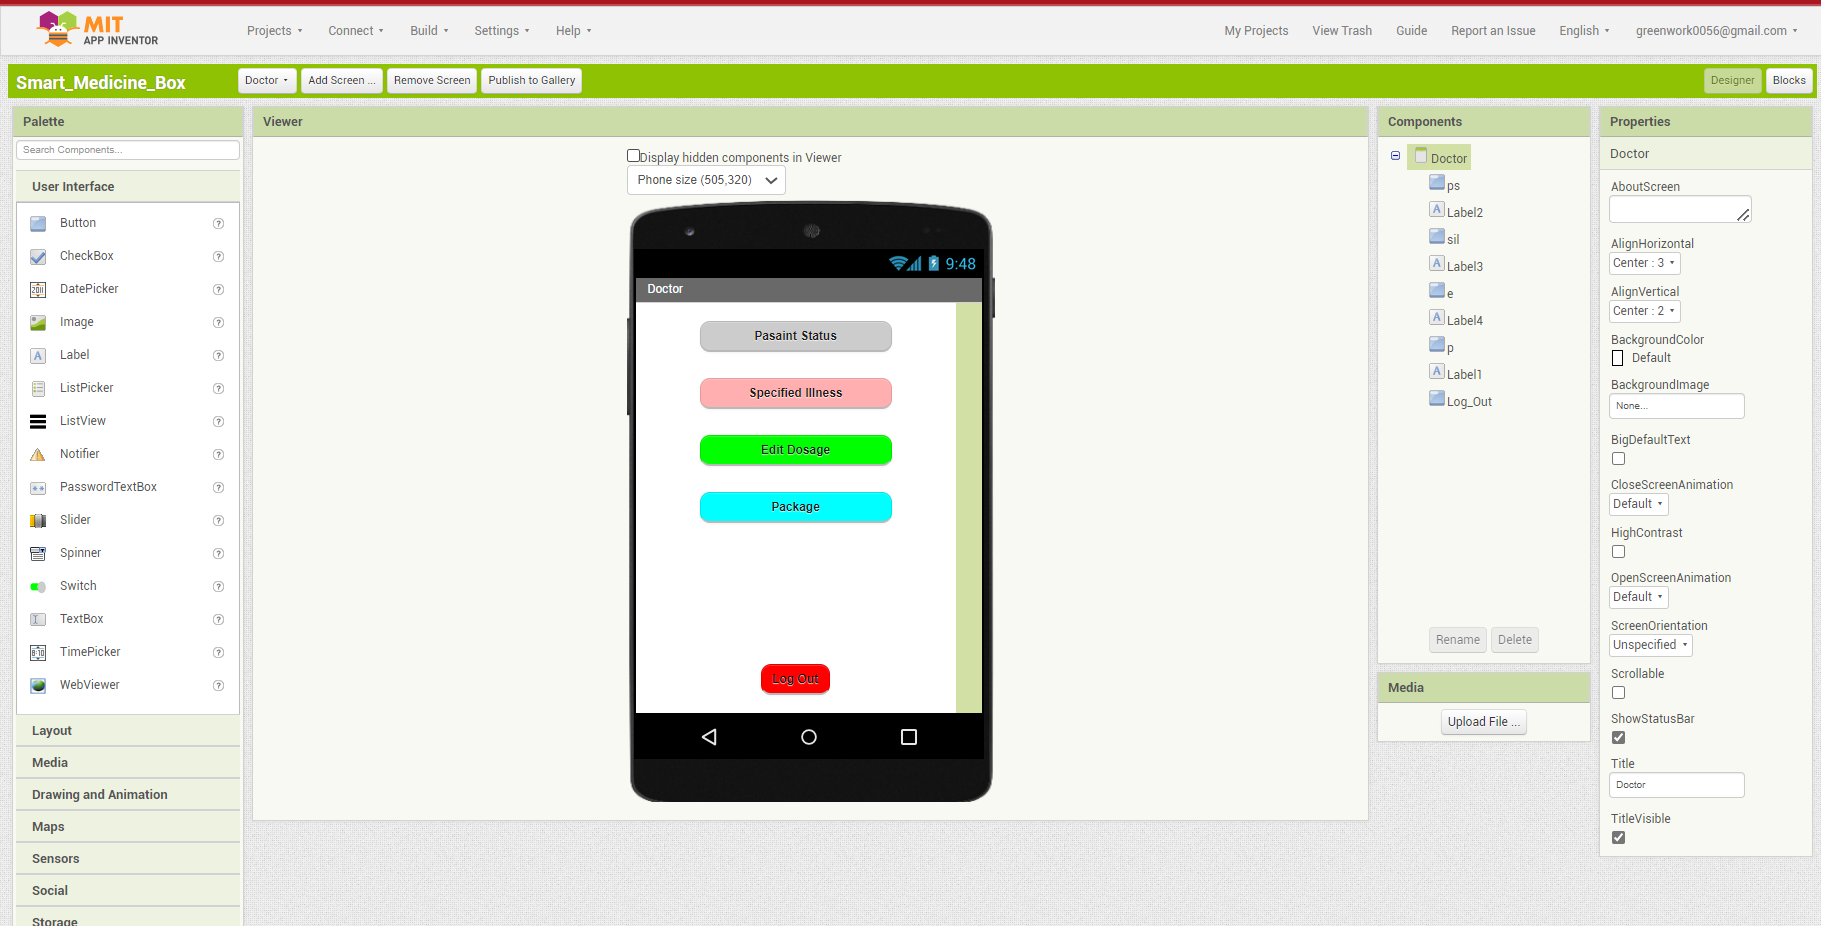 MIT
APP INVENTOR
Projects Connect Build Settings Help My Projects View Trash Guide Report an Issue English greenwork0056@gmail.com
Smart_Medicine_Box Doctor Add Screen ... Remove Screen Publish to Gallery Designer Blocks
Palette
Search Components...
User Interface
Button
CheckBox
DatePicker
Image
Label
ListPicker
ListView
Notifier
PasswordTextBox
Slider
Spinner
Switch
TextBox
TimePicker
WebViewer
Layout
Media
Drawing and Animation
Maps
Sensors
Social
Storage
Viewer
Display hidden components in Viewer
Phone size (505,320)
9:48
Doctor
Pasaint Status
Specified Illness
Edit Dosage
Package
Log Out
Components
Doctor
ps
Label2
sil
Label3
e
Label4
p
Label1
Log_Out
Rename Delete
Media
Upload File ...
Properties
Doctor
AboutScreen
AlignHorizontal
Center : 3
AlignVertical
Center : 2
BackgroundColor
Default
BackgroundImage
None...
BigDefaultText
CloseScreenAnimation
Default
HighContrast
OpenScreenAnimation
Default
ScreenOrientation
Unspecified
Scrollable
ShowStatusBar
Title
Doctor
TitleVisible